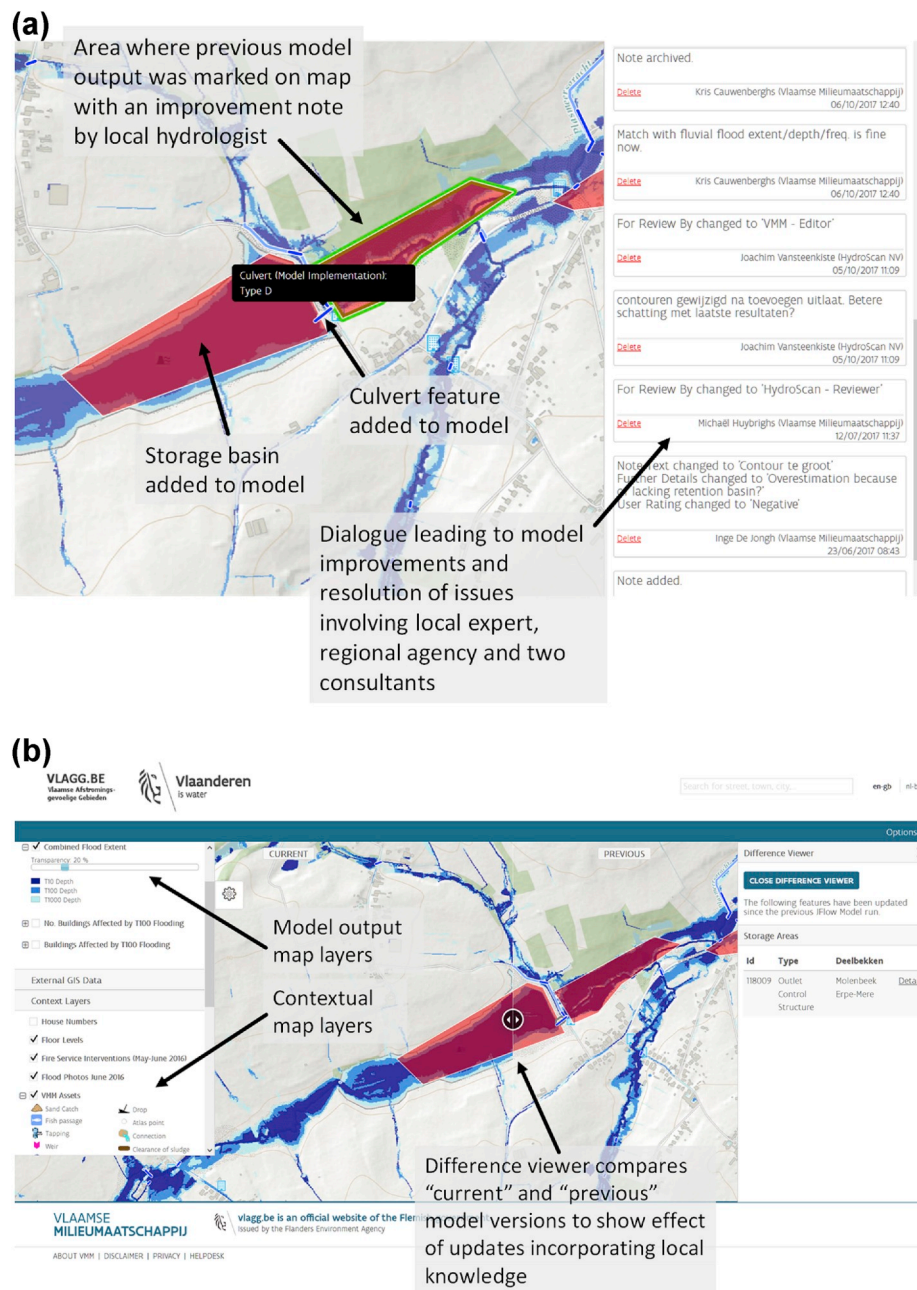 (a)
Area where previous model
output was marked on map
with an improvement note
by local hydrologist
Culvert (Model Implementation):
Type D
Culvert feature
added to model
Storage basin
added to model
Dialogue leading to model
improvements and
resolution of issues
involving local expert,
regional agency and two
consultants
Note archived.
Delete Kris Cauwenberghs (Vlaamse Milieumaatschappij)
06/10/2017 12:40
Match with fluvial flood extent/depth/freq. is fine
now.
Delete Kris Cauwenberghs (Vlaamse Milieumaatschappij)
06/10/2017 12:40
For Review By changed to 'VMM - Editor'
Delete Joachim Vansteenkiste (HydroScan NV)
05/10/2017 11:09
contouren gewijzigd na toevoegen uitlaat. Betere
schatting met laatste resultaten?
Delete Joachim Vansteenkiste (HydroScan NV)
05/10/2017 11:09
For Review By changed to 'HydroScan - Reviewer'
Delete Michaël Huybrighs (Vlaamse Milieumaatschappij)
12/07/2017 11:37
Note Text changed to 'Contour te groot'
Further Details changed to 'Overestimation because
of lacking retention basin?'
User Rating changed to 'Negative'
Delete Inge De Jongh (Vlaamse Milieumaatschappij)
23/06/2017 08:43
Note added.
(b)
VLAGG.BE
Vlaamse Afstromings-
gevoelige Gebieden
Vlaanderen
is water
Search for street, town, city...
en-gb nl-b
Options
Combined Flood Extent
Transparency: 20 %
T10 Depth
T100 Depth
T1000 Depth
No. Buildings Affected by T100 Flooding
Buildings Affected by T100 Flooding
External GIS Data
Context Layers
House Numbers
Floor Levels
Fire Service Interventions (May-June 2016)
Flood Photos June 2016
VMM Assets
Sand Catch Drop
Fish passage Atlas point
Tapping Connection
Weir Clearance of sludge
CURRENT PREVIOUS
Model output
map layers
Contextual
map layers
Difference viewer compares
"current" and "previous"
model versions to show effect
of updates incorporating local
knowledge
Difference Viewer
CLOSE DIFFERENCE VIEWER
The following features have been updated
since the previous IFlow Model run.
Storage Areas
Id Type Deelbekken
118009 Outlet Control Structure Molenbeek Erpe-Mere Detai
VLAAMSE
MILIEUMAATSCHAPPIJ
vlagg.be is an official website of the
Issued by the Flanders Environment Agency
ABOUT VMM | DISCLAIMER | PRIVACY | HELPDESK